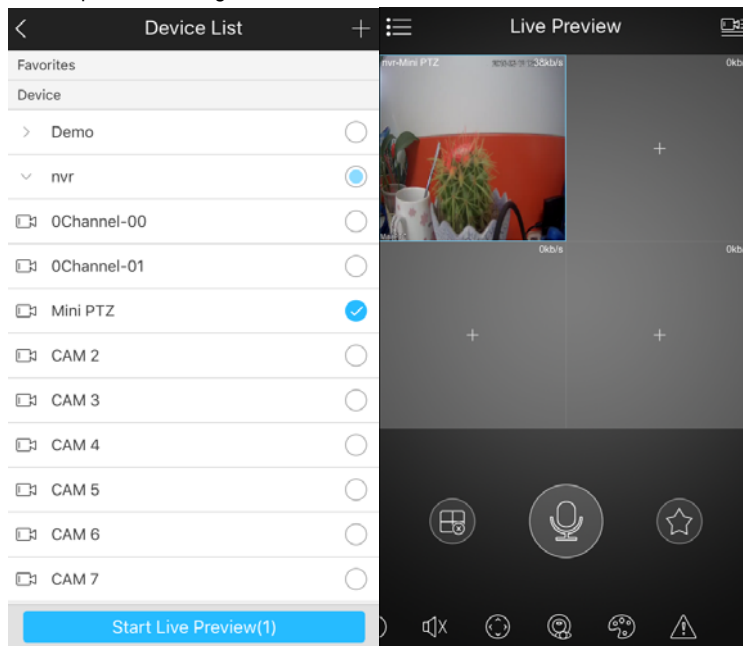 Device List
Favorites
Device
Demo
nvr
0Channel-00
0Channel-01
Mini PTZ
CAM 2
CAM 3
CAM 4
CAM 5
CAM 6
CAM 7
Start Live Preview(1)
Live Preview
nvr-Mini PTZ 38kb/s
0kb/
0kb/s
0kb/